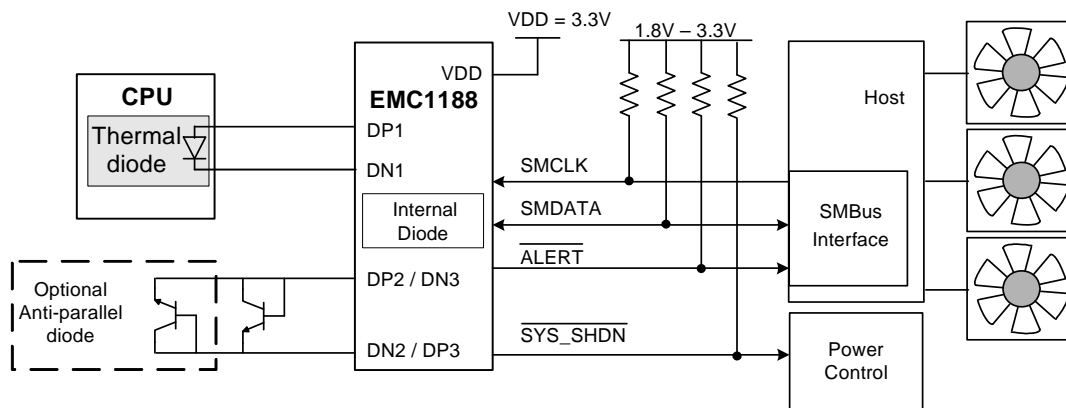 VDD = 3.3V
1.8V – 3.3V
VDD
EMC1188
CPU
Thermal
diode
DP1
DN1
Internal
Diode
DP2 / DN3
DN2 / DP3
Optional
Anti-parallel
diode
SMCLK
SMDATA
ALERT
SYS_SHDN
Host
SMBus
Interface
Power
Control